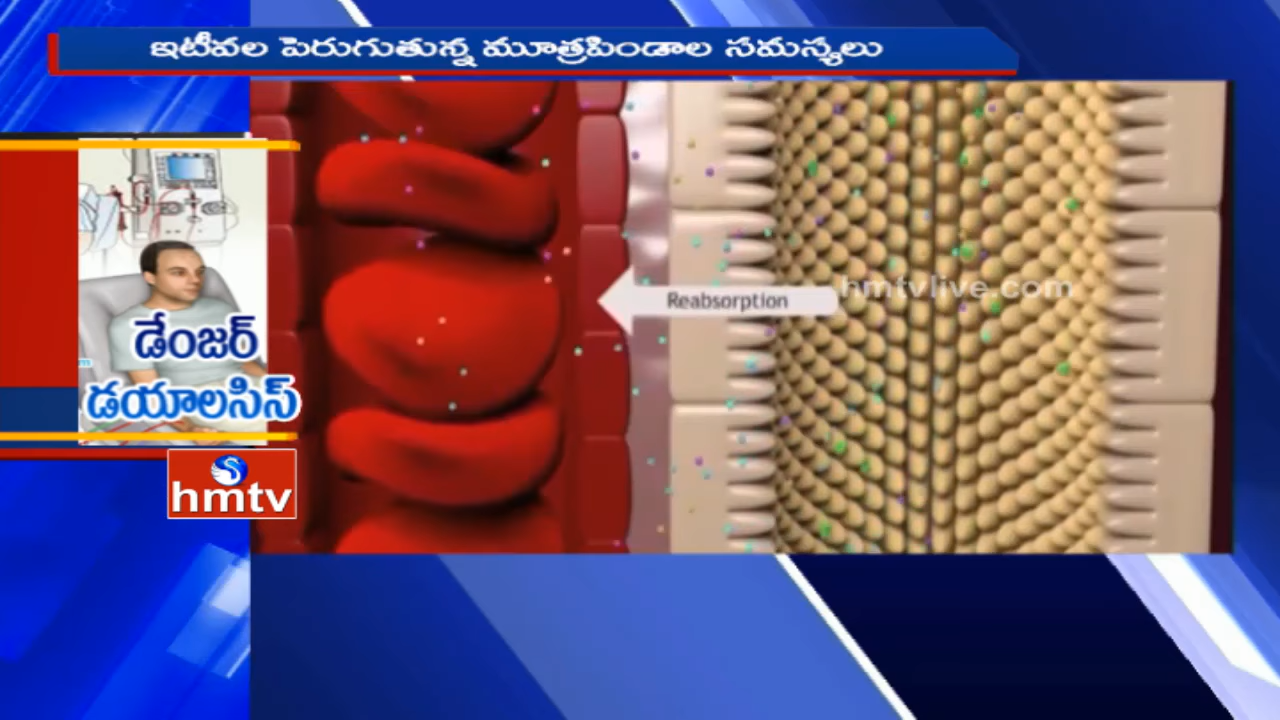 ఇటీవల పెరుగుతున్న మూత్రపిండాల సమస్యలు
Reabsorption
hmtvlive.com
డేంజర్
డయాలసిస్
hmtv